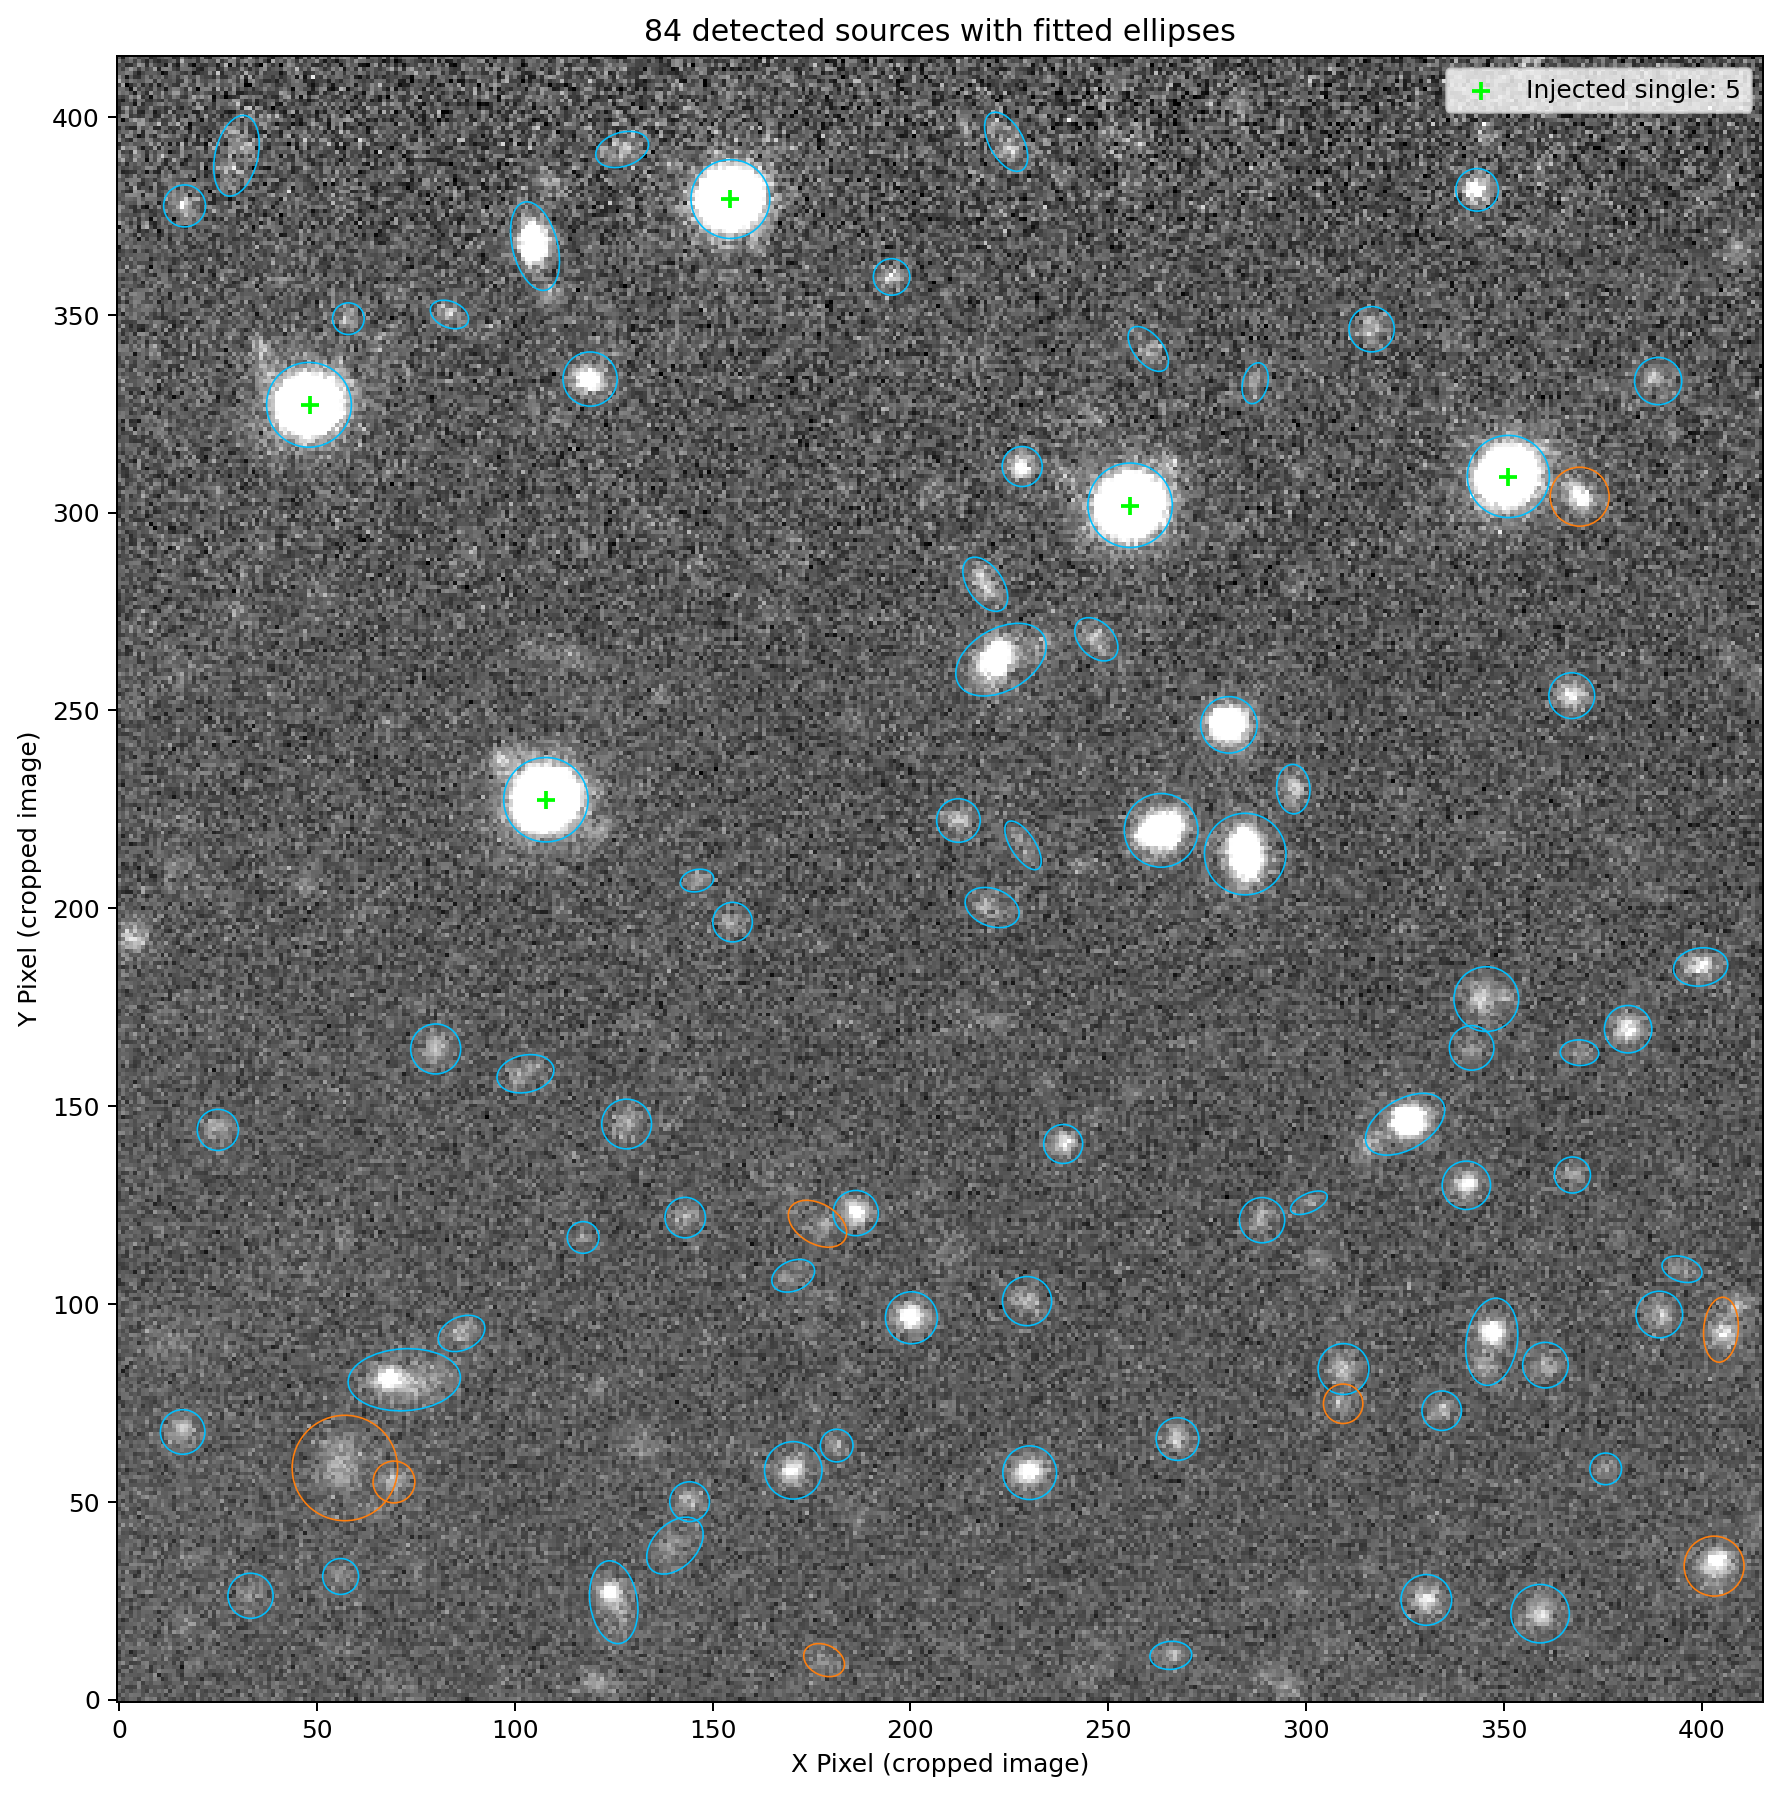 84 detected sources with fitted ellipses
Injected single: 5
400
350
300
250
200
150
100
50
0
Y Pixel (cropped image)
0 50 100 150 200 250 300 350 400
X Pixel (cropped image)